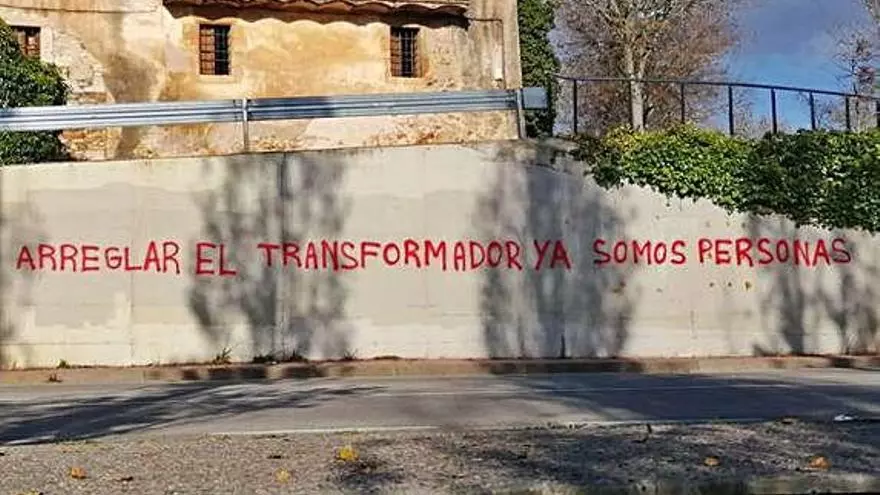 ARREGLAR EL TRANSFORMADOR YA SOMOS PERSONAS